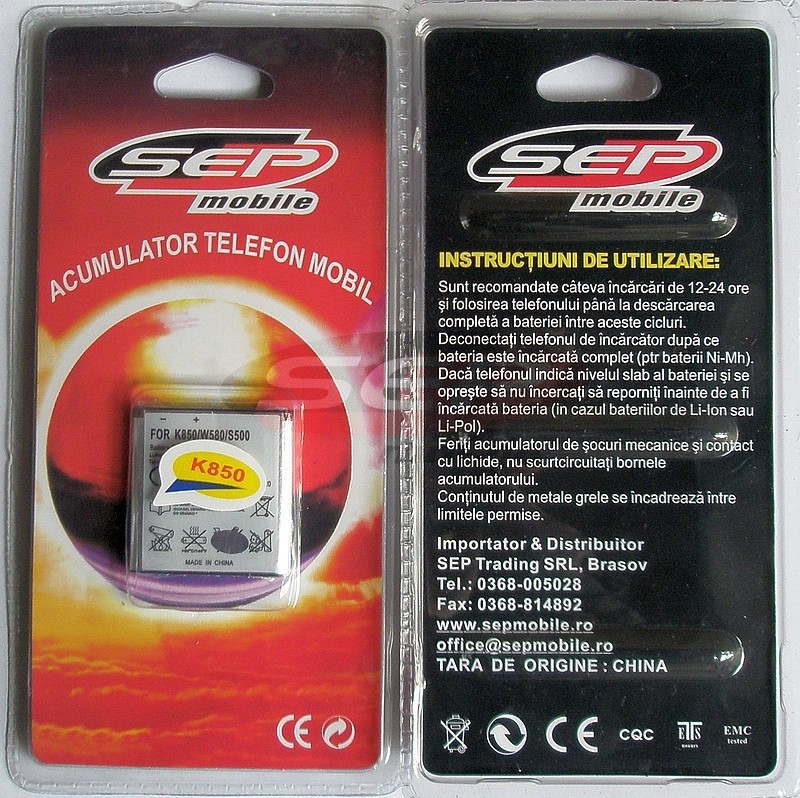 SEP
mobile
ACUMULATOR TELEFON MOBIL
- +
FOR K850/W580/S500
K850
MADE IN CHINA
CE
SEP
mobile
INSTRUCȚIUNI DE UTILIZARE:
Sunt recomandate câteva încărcări de 12-24 ore
și folosirea telefonului până la descărcarea
completă a bateriei între aceste cicluri.
Deconectați telefonul de încărcător după ce
bateria este încărcată complet (ptr baterii Ni-Mh).
Dacă telefonul indică nivelul slab al bateriei și se
oprește să nu încercați să reporniți înainte de a fi
încărcată bateria (in cazul bateriilor de Li-Ion sau
Li-Pol).
Feriți acumulatorul de șocuri mecanice și contact
cu lichide, nu scurtcircuitați bornele
acumulatorului.
Conținutul de metale grele se încadrează între
limitele permise.
Importator & Distribuitor
SEP Trading SRL, Brasov
Tel.: 0368-005028
Fax: 0368-814892
www.sepmobile.ro
office@sepmobile.ro
TARA DE ORIGINE : CHINA
CE CQC ETS EMC
tested